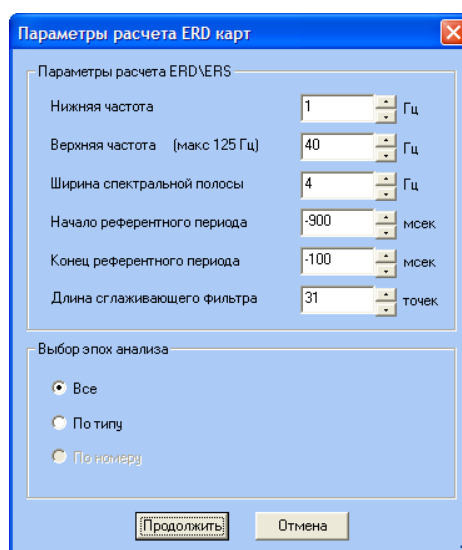 Параметры расчета ERD карт
Параметры расчета ERD\ERS
Нижняя частота 1 Гц
Верхняя частота (макс 125 Гц) 40 Гц
Ширина спектральной полосы 4 Гц
Начало референтного периода -900 мсек
Конец референтного периода -100 мсек
Длина сглаживающего фильтра 31 точек
Выбор эпох анализа
Все
По типу
По номеру
Продолжить Отмена